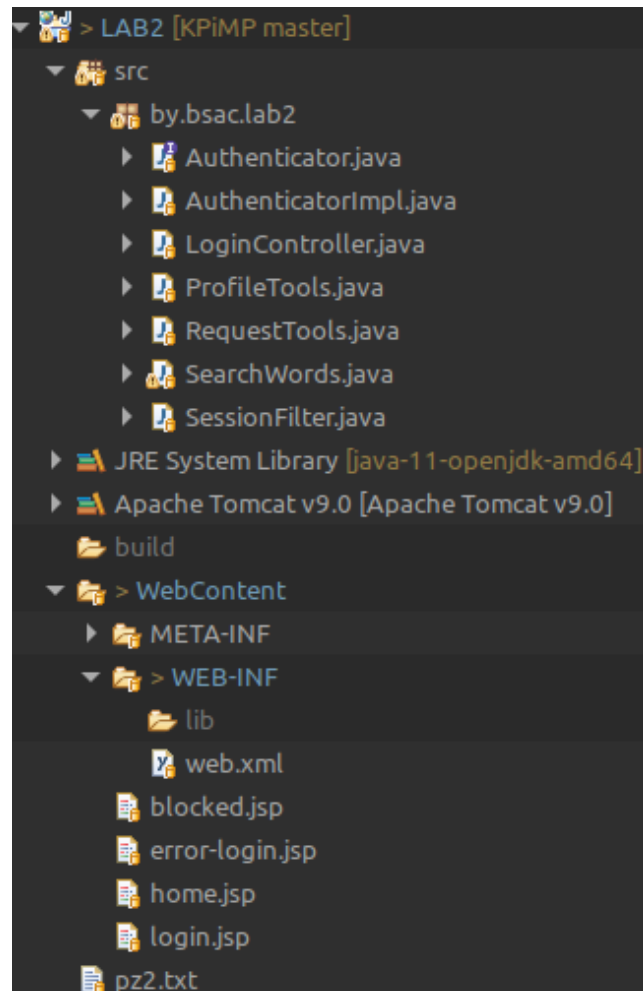 > LAB2 [KPiMP master]
src
by.bsac.lab2
Authenticator.java
AuthenticatorImpl.java
LoginController.java
ProfileTools.java
RequestTools.java
SearchWords.java
SessionFilter.java
JRE System Library [java-11-openjdk-amd64]
Apache Tomcat v9.0 [Apache Tomcat v9.0]
build
> WebContent
META-INF
> WEB-INF
lib
web.xml
blocked.jsp
error-login.jsp
home.jsp
login.jsp
pz2.txt